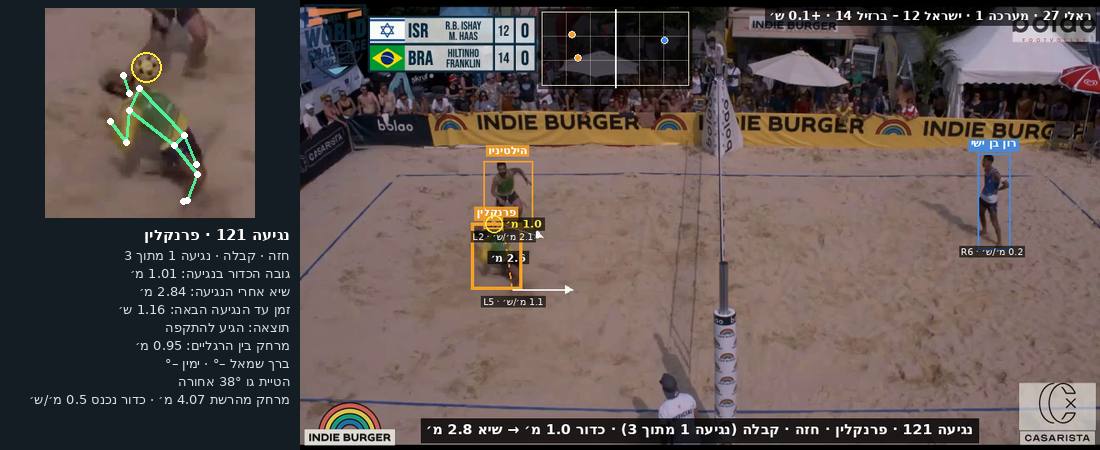 ראלי 27 · מערכה 1 · ישראל 12 – ברזיל 14 · +0.1 ש׳
ISR
R.B. ISHAY
M. HAAS
12
0
BRA
HILTINHO
FRANKLIN
14
0
INDIE BURGER
bolao
INDIE BURGER
INDIE BURGER
bolao
CASARISTA
INDIE BURGER
הילטיניו
רון בן ישי
פרנקלין
1.0 מ׳
L2 · 2.1 מ׳/ש׳
2.5 מ׳
R6 · 0.2 מ׳/ש׳
L5 · 1.1 מ׳/ש׳
נגיעה 121 · פרנקלין
חזה · קבלה · נגיעה 1 מתוך 3
גובה הכדור בנגיעה: 1.01 מ׳
שיא אחרי הנגיעה: 2.84 מ׳
זמן עד הנגיעה הבאה: 1.16 ש׳
תוצאה: הגיע להתקפה
מרחק בין הרגליים: 0.95 מ׳
ברך שמאל –° · ימין –°
הטיית גו 38° אחורה
מרחק מהרשת 4.07 מ׳ · כדור נכנס 0.5 מ׳/ש׳
INDIE BURGER
נגיעה 121 · פרנקלין · חזה · קבלה (נגיעה 1 מתוך 3) · כדור 1.0 מ׳ → שיא 2.8 מ׳
CASARISTA